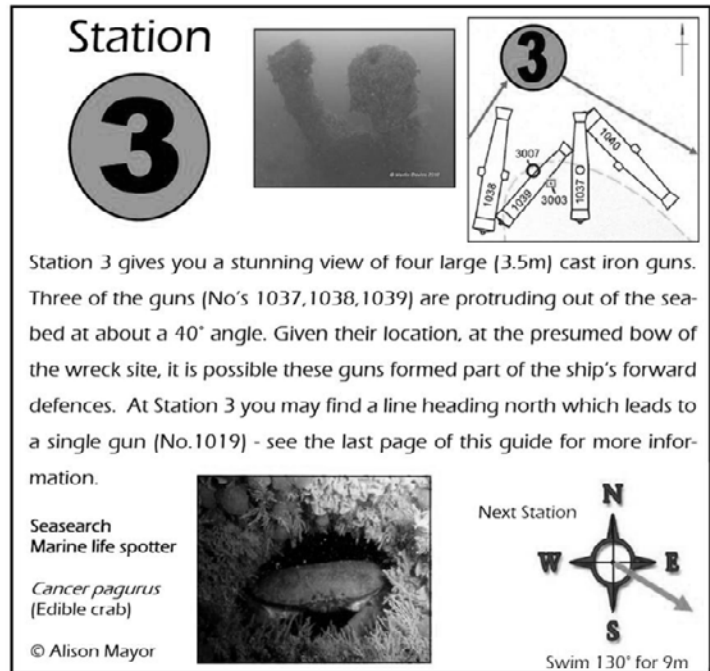 Station
3
3
3007
1040
1038
1039
3003
1037
Station 3 gives you a stunning view of four large (3.5m) cast iron guns.
Three of the guns (No's 1037,1038,1039) are protruding out of the sea-
bed at about a 40° angle. Given their location, at the presumed bow of
the wreck site, it is possible these guns formed part of the ship's forward
defences. At Station 3 you may find a line heading north which leads to
a single gun (No.1019) - see the last page of this guide for more infor-
mation.
Seasearch
Marine life spotter
Cancer pagurus
(Edible crab)
© Alison Mayor
Next Station
N
W E
S
Swim 130° for 9m